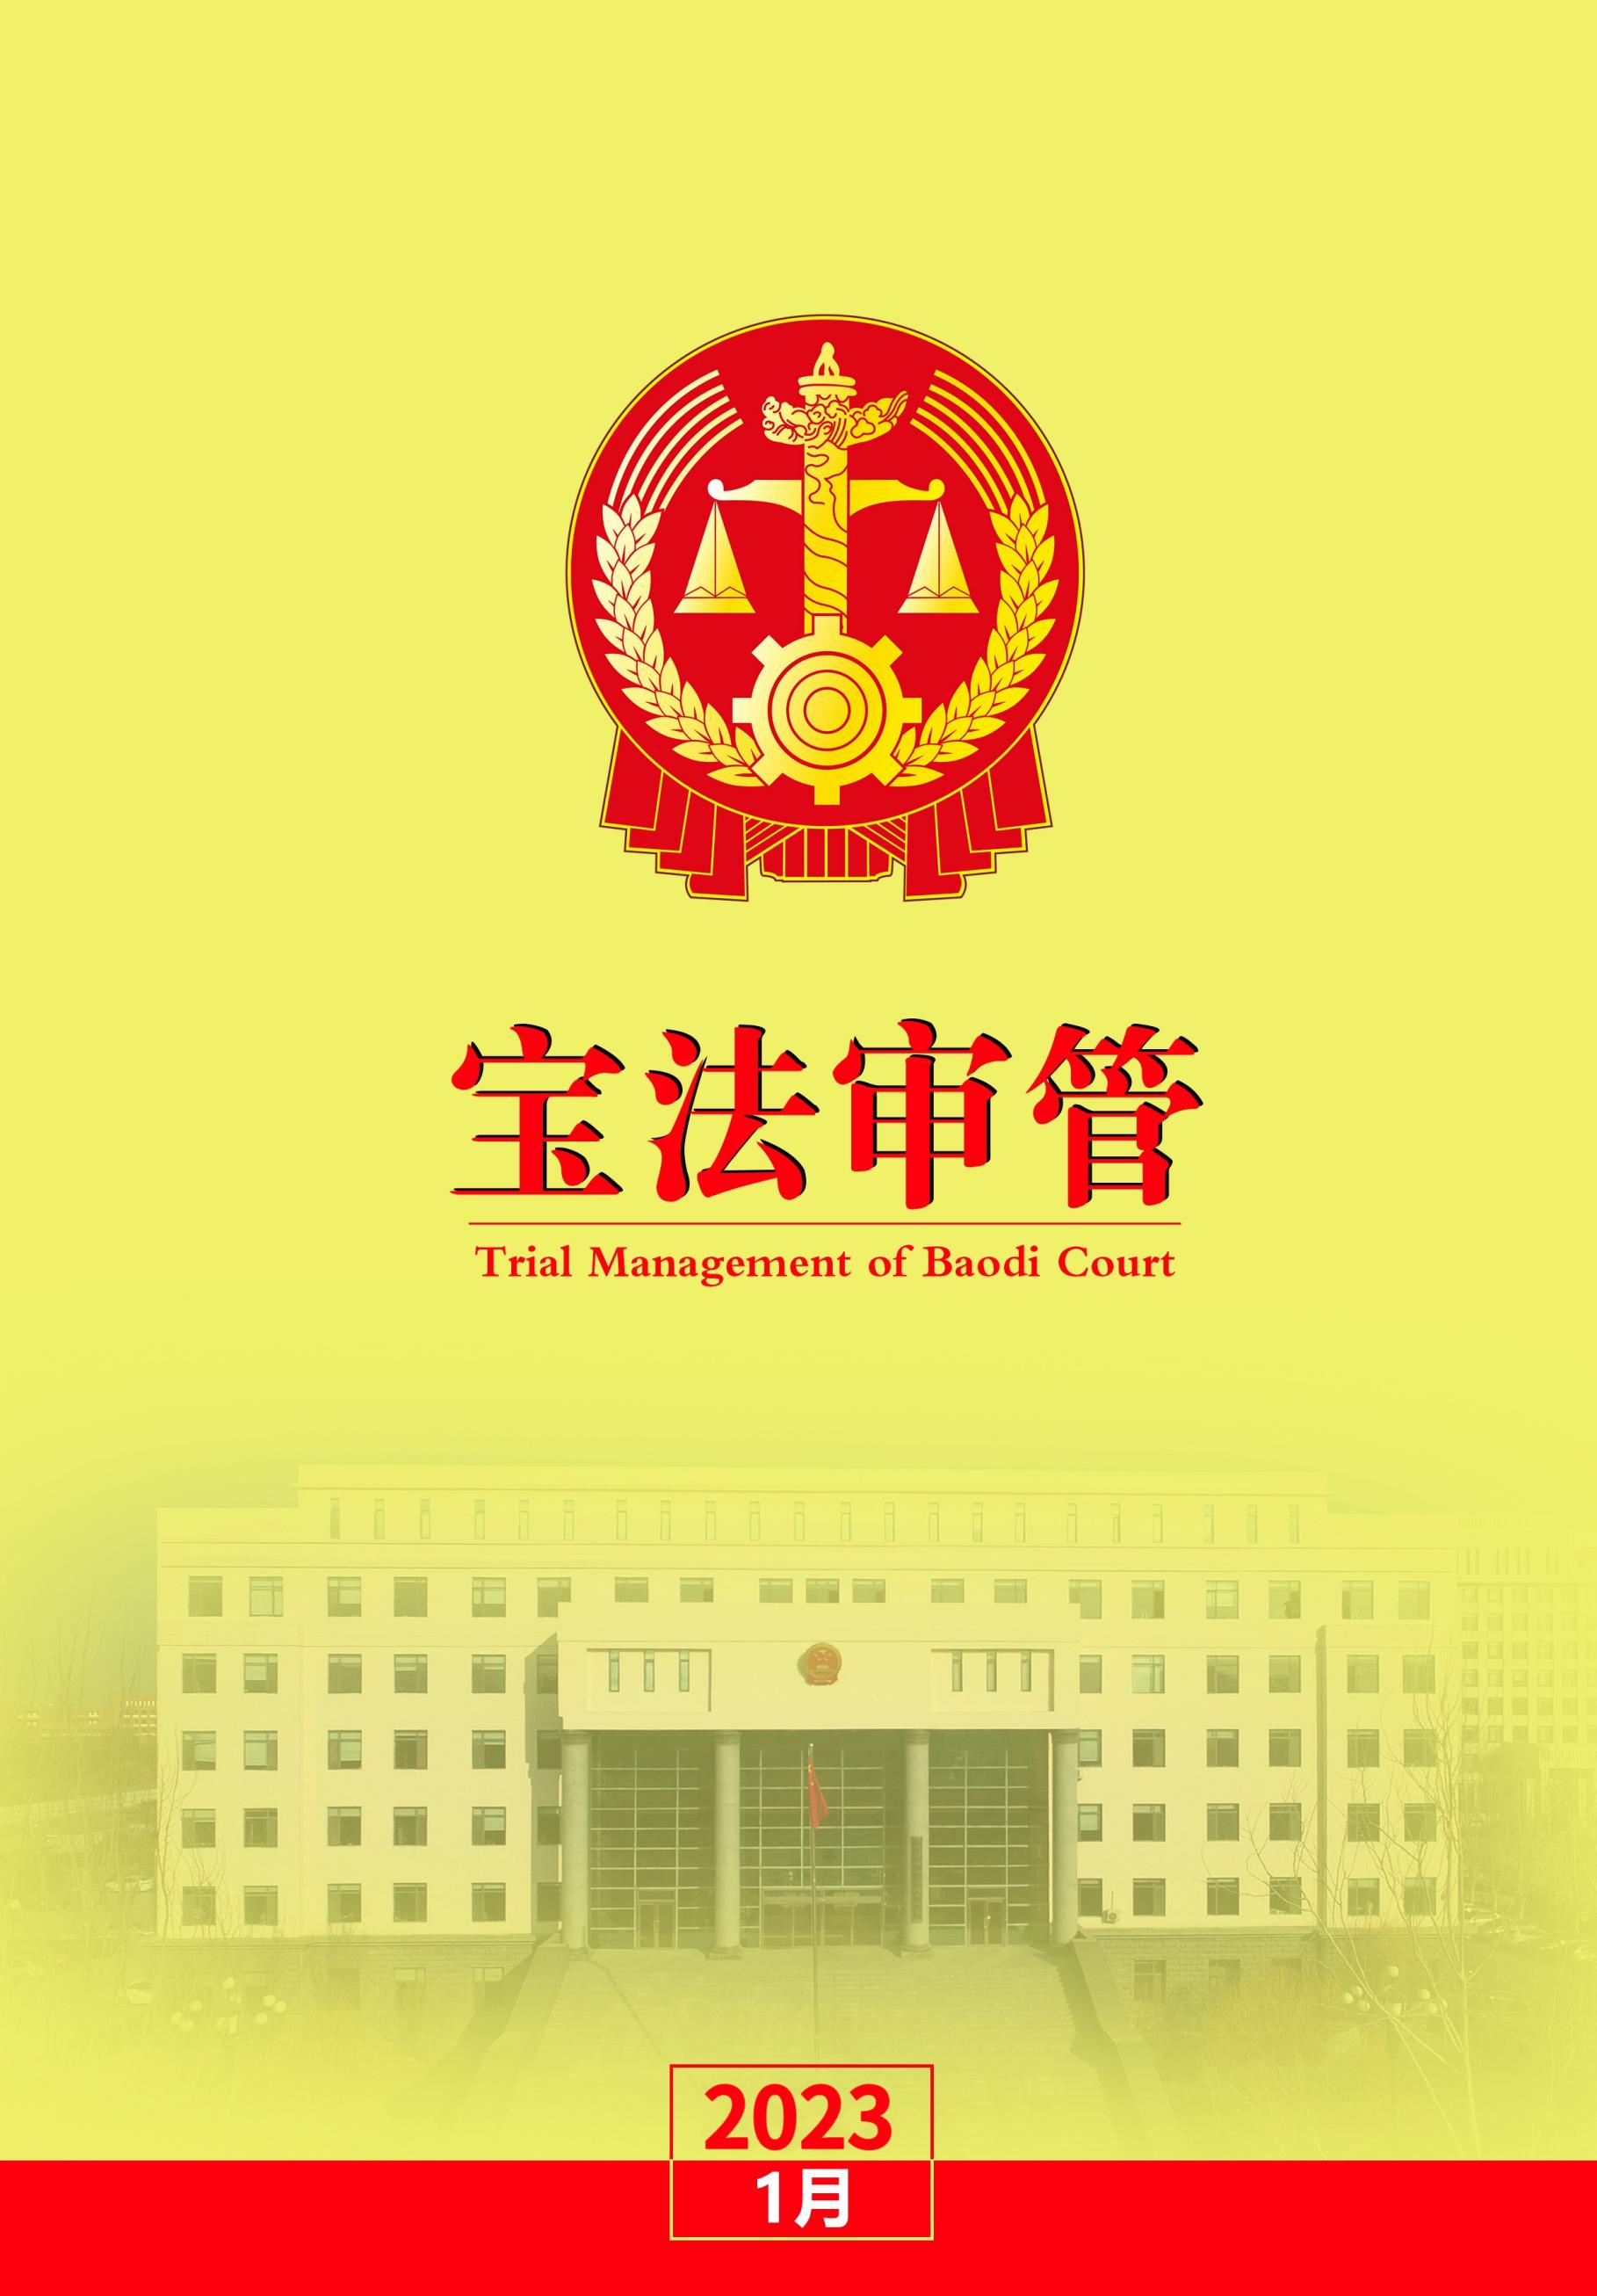 宝法审管
Trial Management of Baodi Court
2023
1月